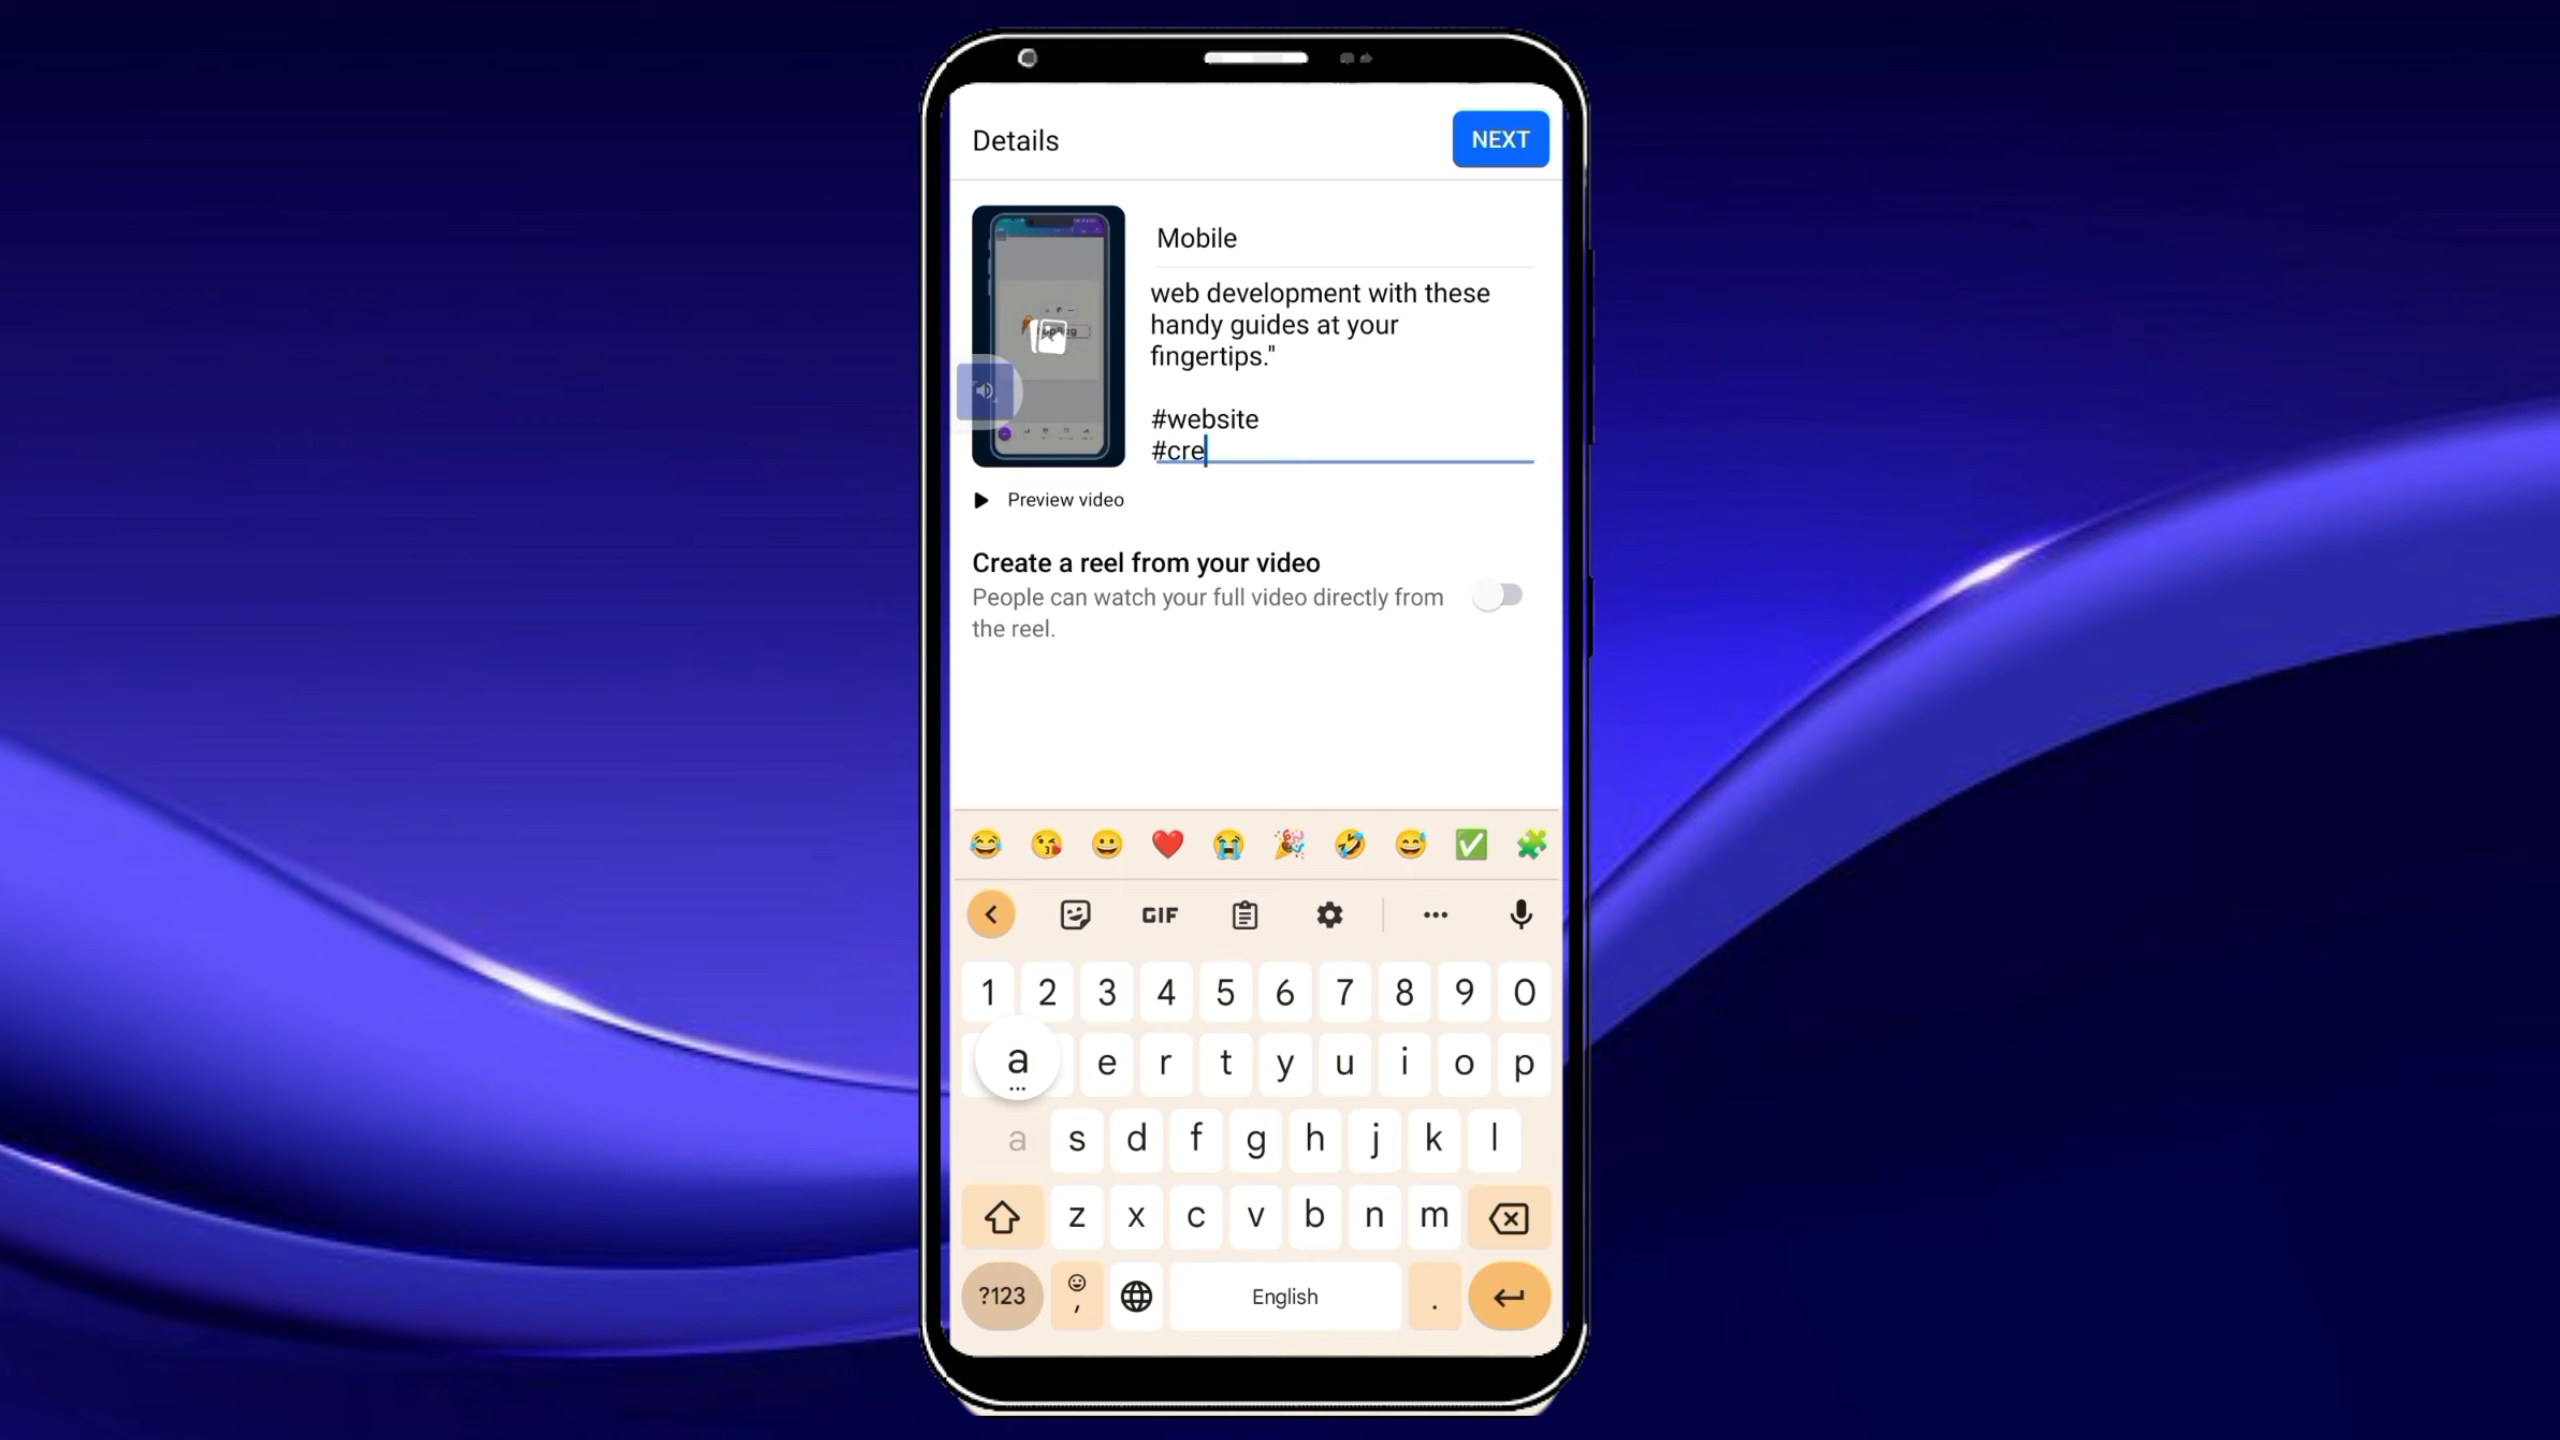 Details
NEXT
Mobile
web development with these
handy guides at your
fingertips."
#website
#cre
Preview video
Create a reel from your video
People can watch your full video directly from
the reel.
GIF
1 2 3 4 5 6 7 8 9 0
a e r t y u i o p
a s d f g h j k l
z x c v b n m
?123 , English .